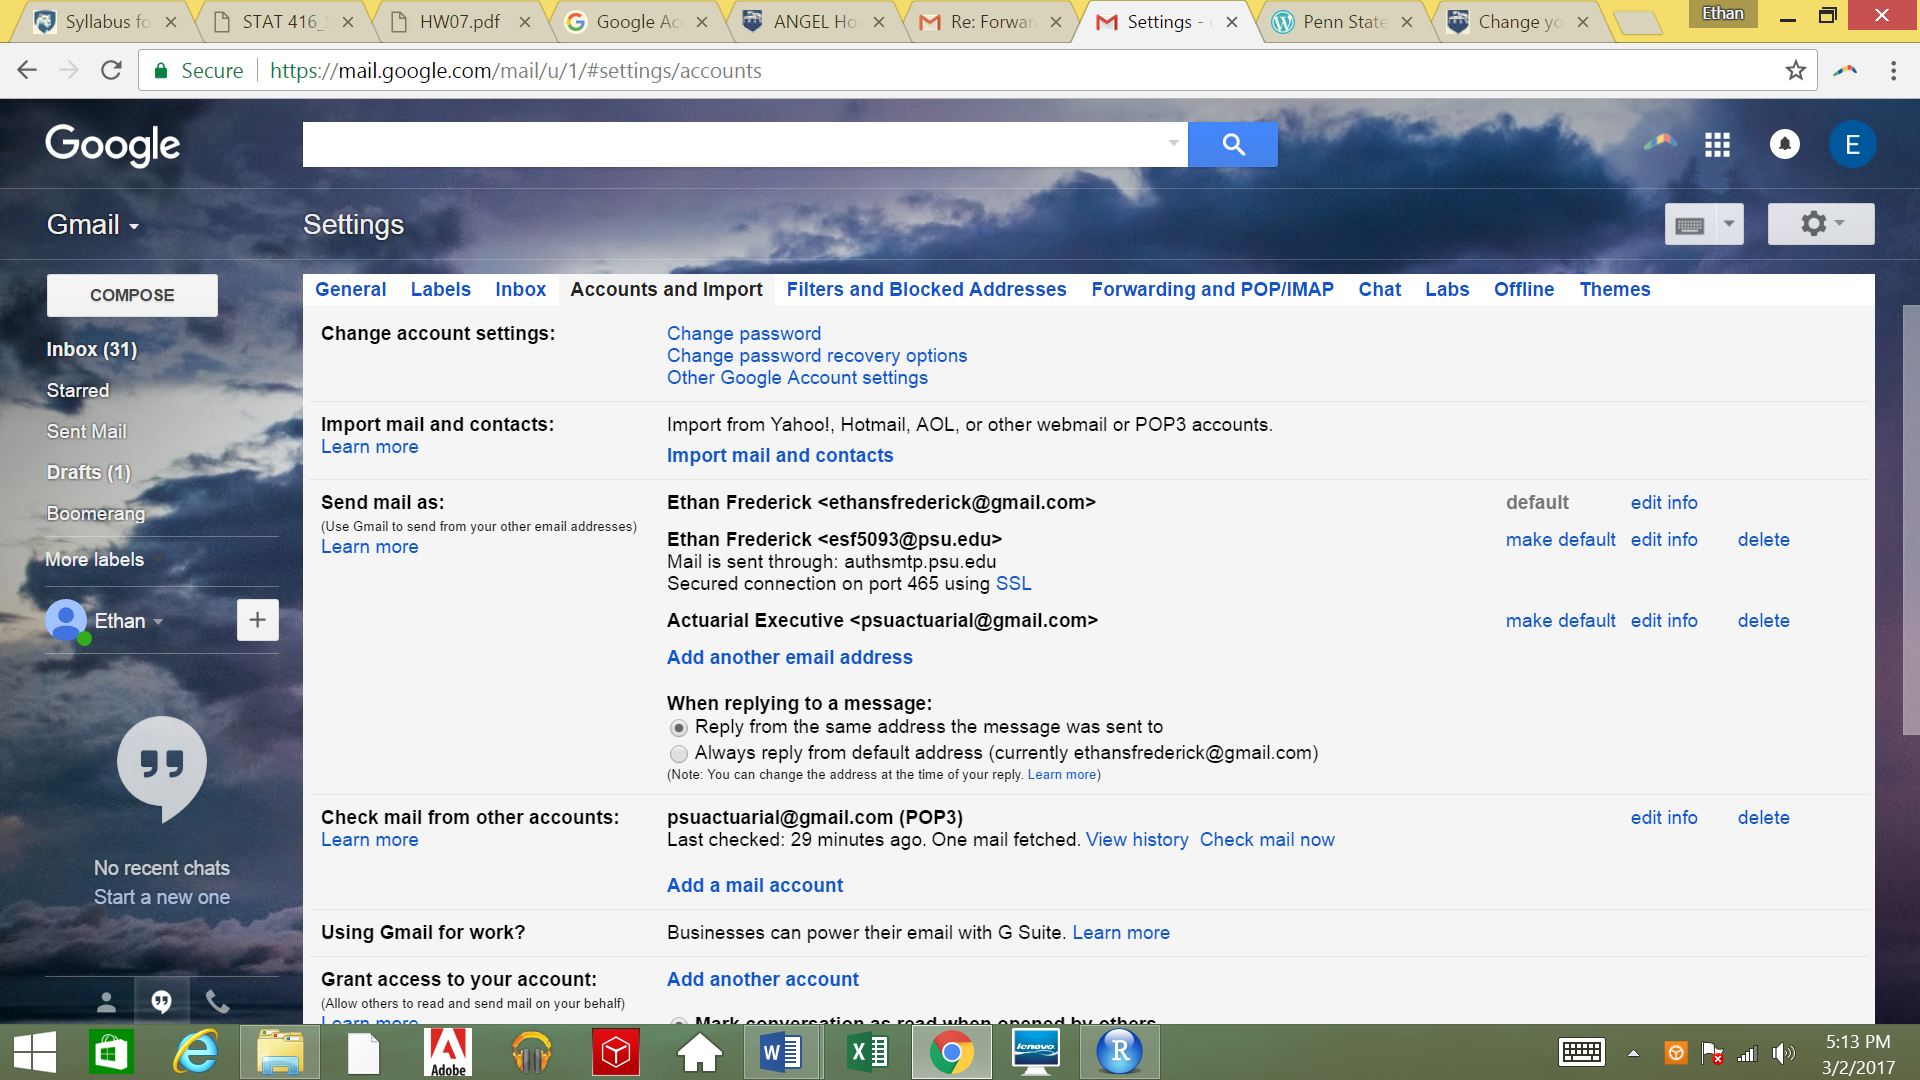 Syllabus fo
STAT 416_
HW07.pdf
Google Ac
ANGEL Ho
Re: Forwar
Settings -
Penn State
Change yo
Ethan
Secure
https://mail.google.com/mail/u/1/#settings/accounts
Google
E
Gmail
Settings
COMPOSE
Inbox (31)
Starred
Sent Mail
Drafts (1)
Boomerang
More labels
Ethan
No recent chats
Start a new one
General Labels Inbox Accounts and Import Filters and Blocked Addresses Forwarding and POP/IMAP Chat Labs Offline Themes
Change account settings:
Change password
Change password recovery options
Other Google Account settings
Import mail and contacts:
Learn more
Import from Yahoo!, Hotmail, AOL, or other webmail or POP3 accounts.
Import mail and contacts
Send mail as:
(Use Gmail to send from your other email addresses)
Learn more
Ethan Frederick <ethansfrederick@gmail.com> default edit info
Ethan Frederick <esf5093@psu.edu> make default edit info delete
Mail is sent through: authsmtp.psu.edu
Secured connection on port 465 using SSL
Actuarial Executive <psuactuarial@gmail.com> make default edit info delete
Add another email address
When replying to a message:
Reply from the same address the message was sent to
Always reply from default address (currently ethansfrederick@gmail.com)
(Note: You can change the address at the time of your reply. Learn more)
Check mail from other accounts:
Learn more
psuactuarial@gmail.com (POP3) edit info delete
Last checked: 29 minutes ago. One mail fetched. View history Check mail now
Add a mail account
Using Gmail for work?
Businesses can power their email with G Suite. Learn more
Grant access to your account:
(Allow others to read and send mail on your behalf)
Learn more
Add another account
Mark conversation as read when opened by others
Adobe
W
X
lenovo
R
5:13 PM
3/2/2017